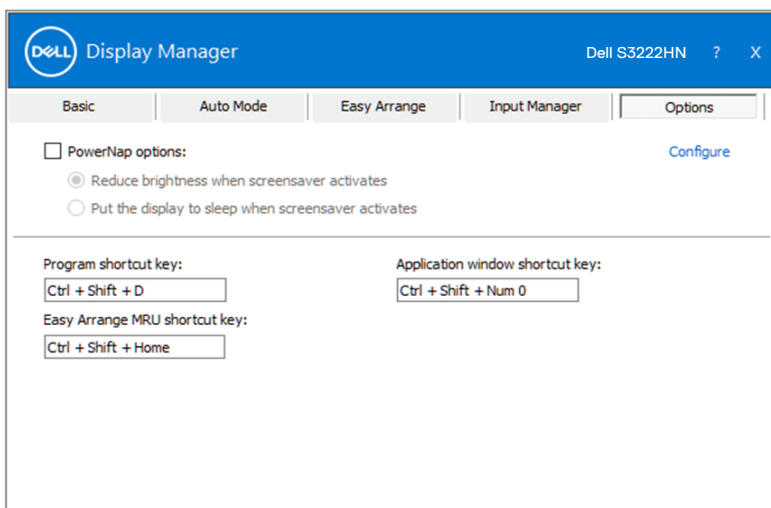 DELL Display Manager Dell S3222HN ? X
Basic Auto Mode Easy Arrange Input Manager Options
PowerNap options: Configure
Reduce brightness when screensaver activates
Put the display to sleep when screensaver activates
Program shortcut key: Application window shortcut key:
Ctrl + Shift + D Ctrl + Shift + Num 0
Easy Arrange MRU shortcut key:
Ctrl + Shift + Home